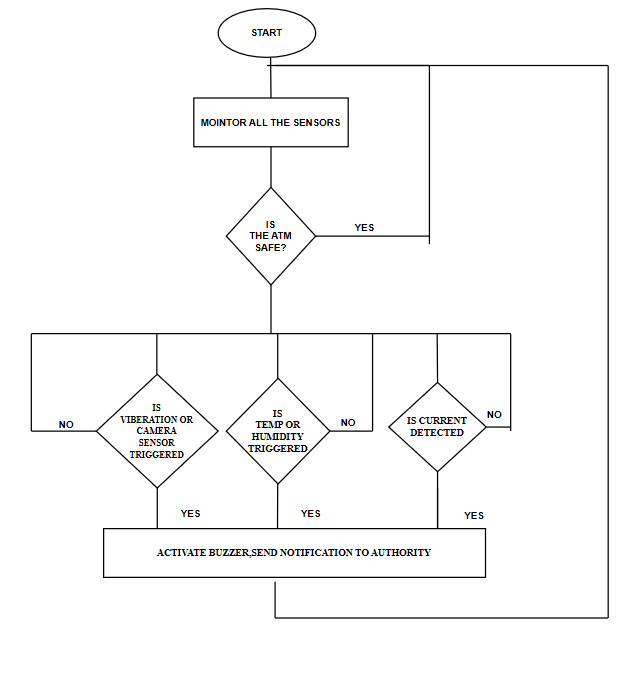 START
MOINTOR ALL THE SENSORS
IS
THE ATM
SAFE?
YES
IS
VIBERATION OR
CAMERA
SENSOR
TRIGGERED
NO
IS
TEMP OR
HUMIDITY
TRIGGERED
NO
IS CURRENT
DETECTED
NO
YES
YES
YES
ACTIVATE BUZZER,SEND NOTIFICATION TO AUTHORITY